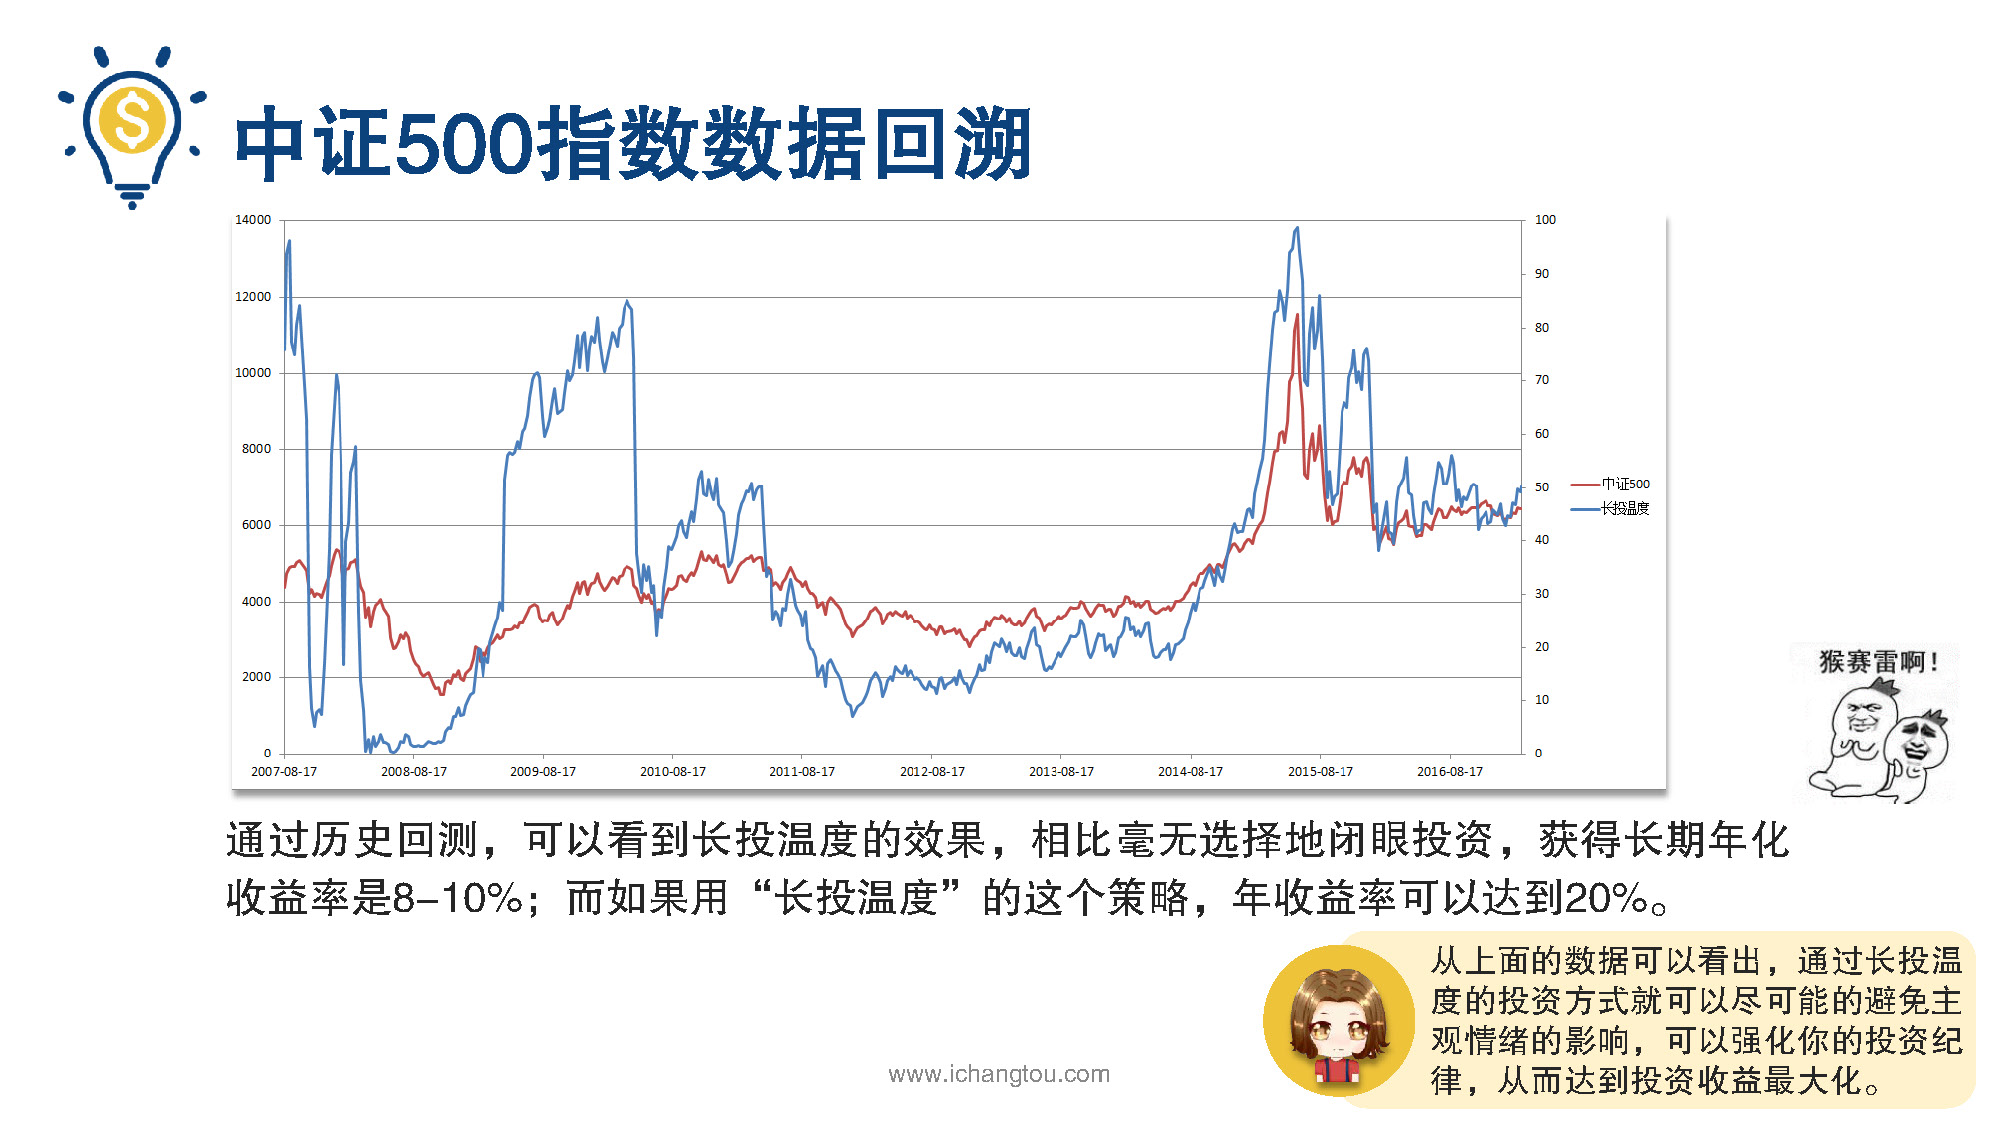 中证500指数数据回溯
14000
12000
10000
8000
6000
4000
2000
0
100
90
80
70
60
50
40
30
20
10
0
2007-08-17 2008-08-17 2009-08-17 2010-08-17 2011-08-17 2012-08-17 2013-08-17 2014-08-17 2015-08-17 2016-08-17
中证500
长投温度
猴赛雷啊！
通过历史回测，可以看到长投温度的效果，相比毫无选择地闭眼投资，获得长期年化
收益率是8-10%；而如果用“长投温度”的这个策略，年收益率可以达到20%。
从上面的数据可以看出，通过长投温
度的投资方式就可以尽可能的避免主
观情绪的影响，可以强化你的投资纪
律，从而达到投资收益最大化。
www.ichangtou.com